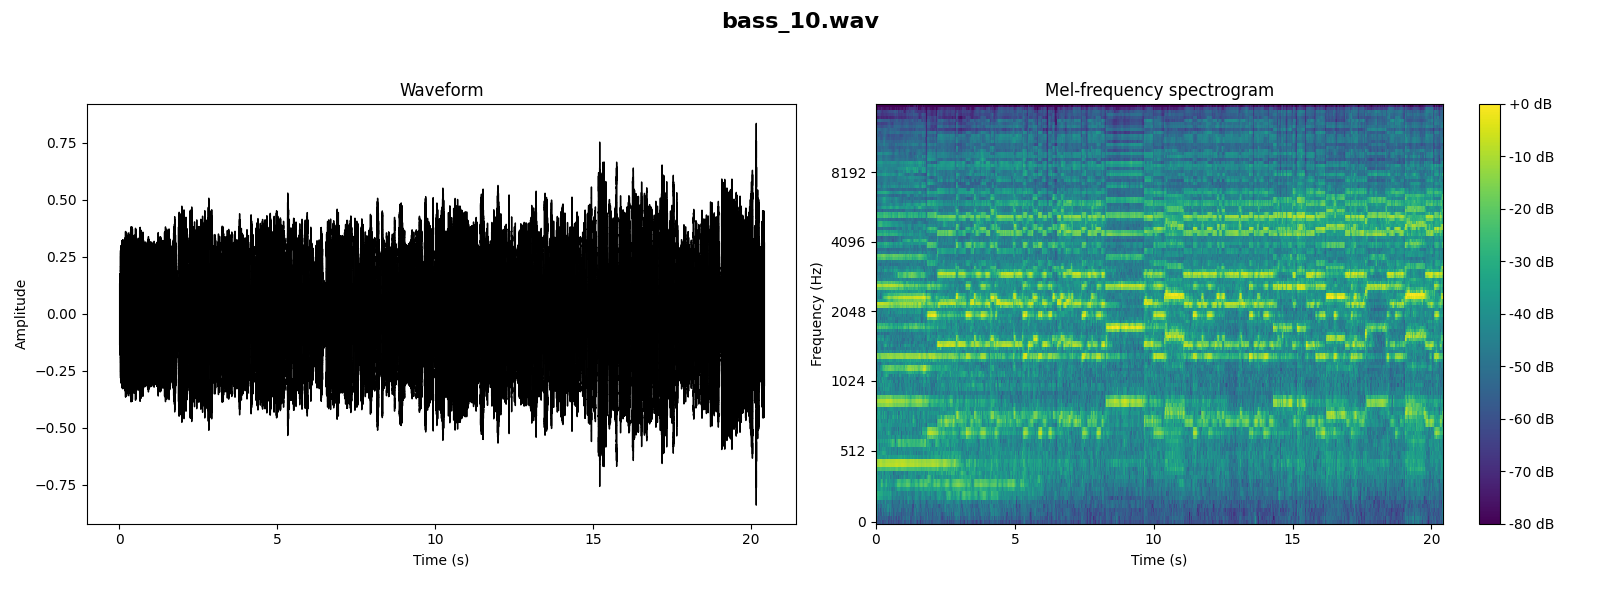 bass_10.wav
Waveform
Amplitude
0.75
0.50
0.25
0.00
−0.25
−0.50
−0.75
0
5
10
15
20
Time (s)
Mel-frequency spectrogram
Frequency (Hz)
8192
4096
2048
1024
512
0
0
5
10
15
20
Time (s)
+0 dB
-10 dB
-20 dB
-30 dB
-40 dB
-50 dB
-60 dB
-70 dB
-80 dB